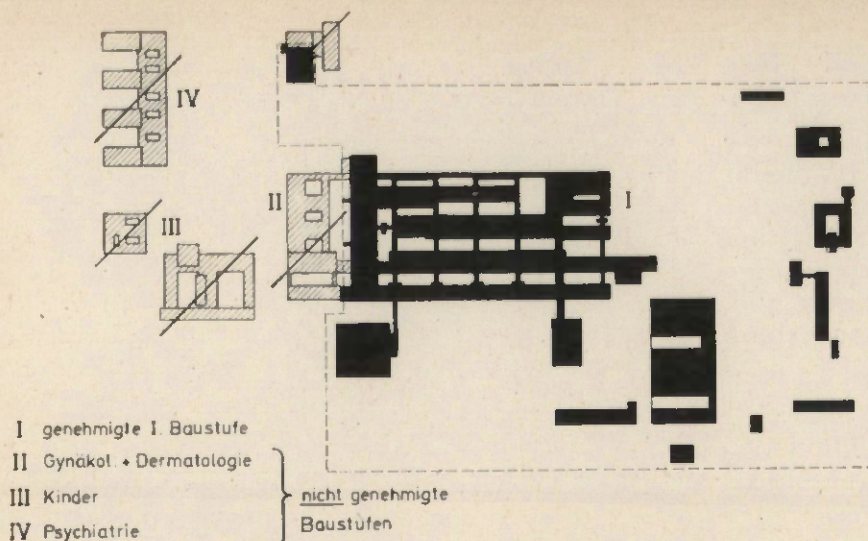 IV
II
I
III
I genehmigte I. Baustufe
II Gynäkol. + Dermatologie
III Kinder
IV Psychiatrie
nicht genehmigte
Baustufen